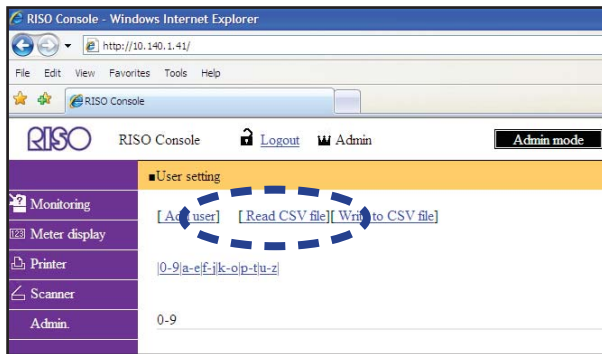 RISO Console - Windows Internet Explorer
http://10.140.1.41/
File Edit View Favorites Tools Help
RISO Console
RISO RISO Console Logout Admin Admin mode
■User setting
Monitoring
[ Add user] [ Read CSV file][ Write to CSV file]
123 Meter display
Printer
|0-9|a-e|f-j|k-o|p-t|u-z|
Scanner
Admin.
0-9